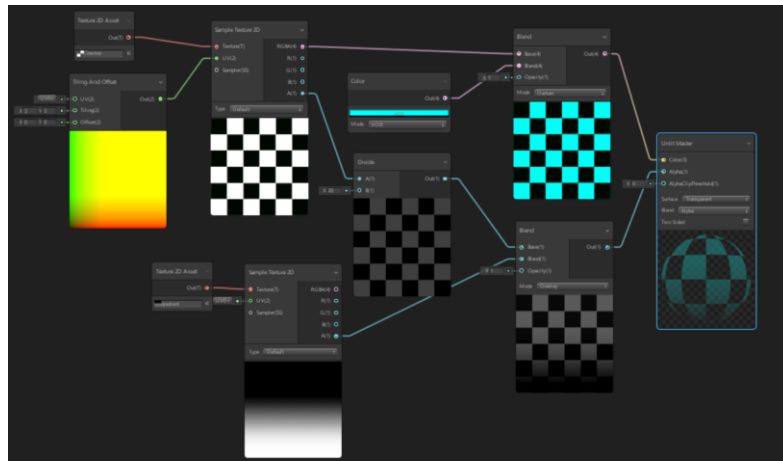 Texture 2D Asset
Out(T)
Checker
Tiling And Offset
UV(2)
Tiling(2)
Offset(2)
Out(2)
Sample Texture 2D
Texture(T)
UV(2)
Sampler(SS)
RGBA(4)
R(1)
G(1)
B(1)
A(1)
Type Default
Color
Out(4)
Mode HDR
Blend
Base(4)
Blend(4)
Opacity(1)
Out(4)
Mode Darken
Divide
A(1)
B(1)
Out(1)
Blend
Base(1)
Blend(1)
Opacity(1)
Out(1)
Mode Overlay
Unlit Master
Color(3)
Alpha(1)
AlphaClipThreshold(1)
Surface Transparent
Blend Alpha
Two Sided
Texture 2D Asset
Out(T)
Sample Texture 2D
Texture(T)
UV(2)
Sampler(SS)
RGBA(4)
R(1)
G(1)
B(1)
A(1)
Type Default